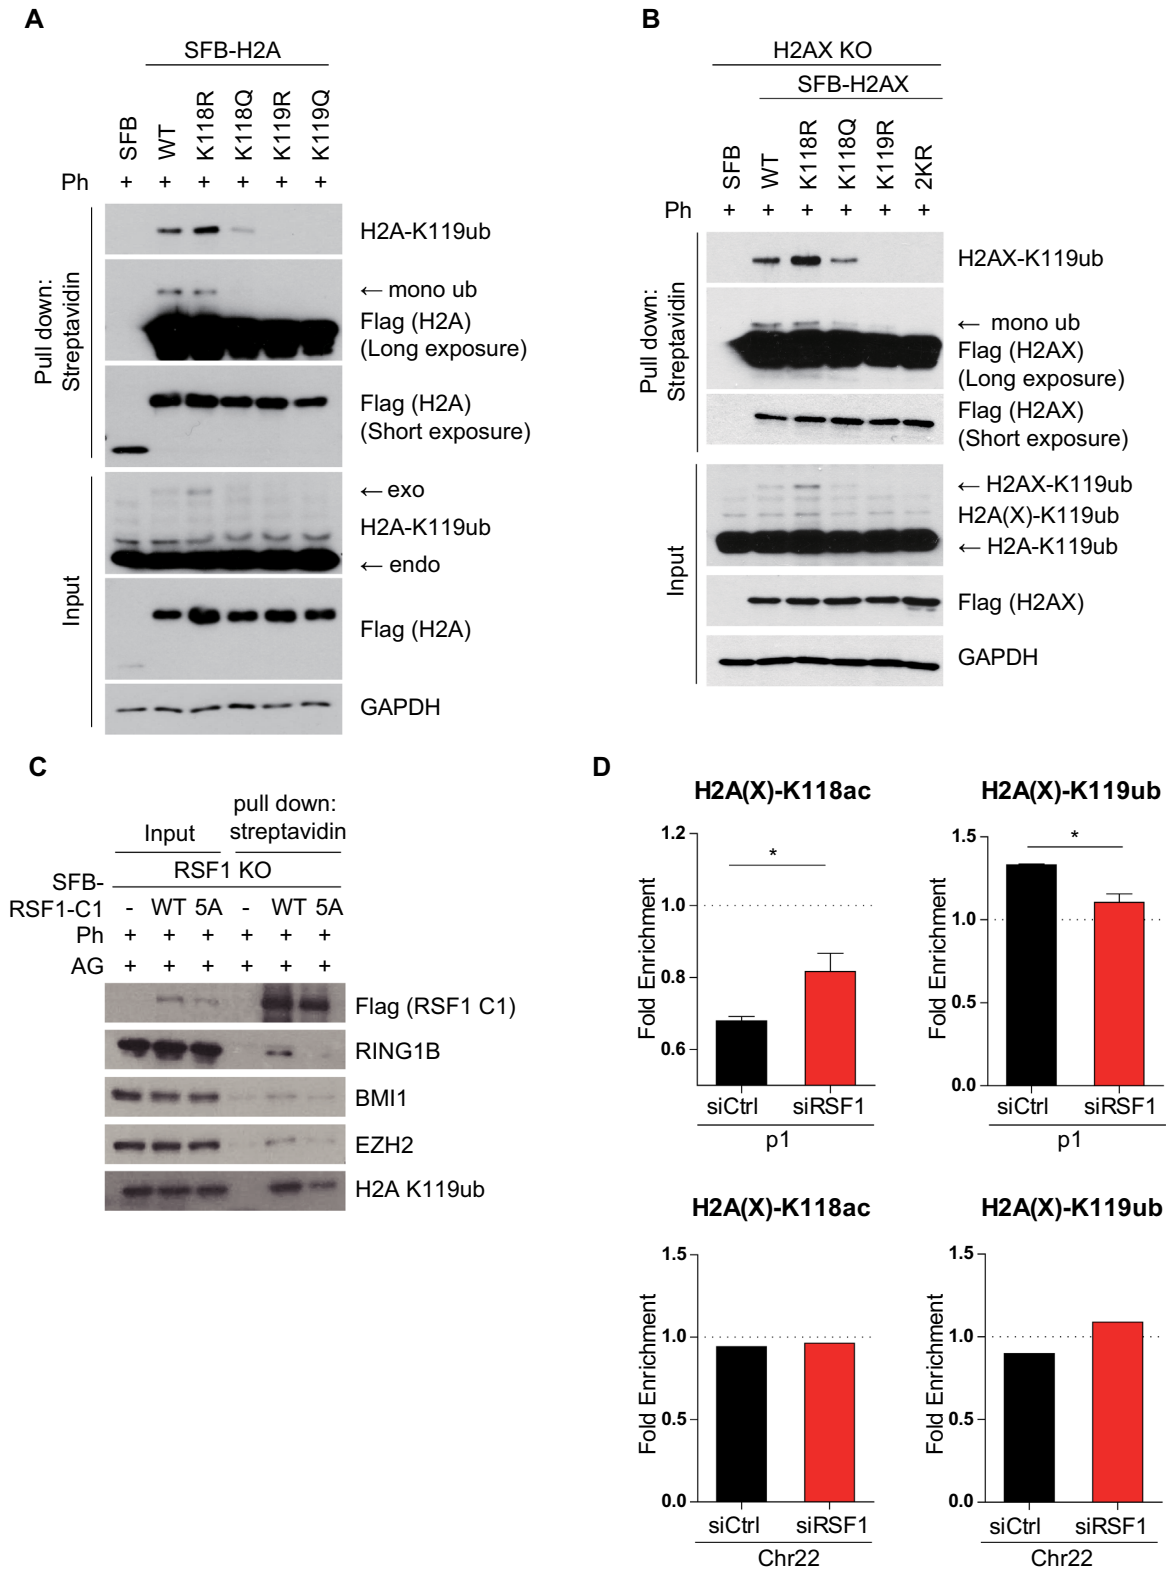 A
SFB-H2A
SFB
WT
K118R
K118Q
K119R
K119Q
Ph + + + + + +
Pull down:
Streptavidin
H2A-K119ub
← mono ub
Flag (H2A)
(Long exposure)
Flag (H2A)
(Short exposure)
Input
← exo
H2A-K119ub
← endo
Flag (H2A)
GAPDH
B
H2AX KO
SFB-H2AX
SFB
WT
K118R
K118Q
K119R
2KR
Ph + + + + + +
Pull down:
Streptavidin
H2AX-K119ub
← mono ub
Flag (H2AX)
(Long exposure)
Flag (H2AX)
(Short exposure)
Input
← H2AX-K119ub
H2A(X)-K119ub
← H2A-K119ub
Flag (H2AX)
GAPDH
C
pull down:
Input streptavidin
RSF1 KO
SFB-
RSF1-C1 - WT 5A - WT 5A
Ph + + + + + +
AG + + + + + +
Flag (RSF1 C1)
RING1B
BMI1
EZH2
H2A K119ub
D
H2A(X)-K118ac
Fold Enrichment
1.2
1.0
0.8
0.6
*
siCtrl siRSF1
p1
H2A(X)-K119ub
Fold Enrichment
1.5
1.0
0.5
0.0
*
siCtrl siRSF1
p1
H2A(X)-K118ac
Fold Enrichment
1.5
1.0
0.5
0.0
siCtrl siRSF1
Chr22
H2A(X)-K119ub
Fold Enrichment
1.5
1.0
0.5
0.0
siCtrl siRSF1
Chr22